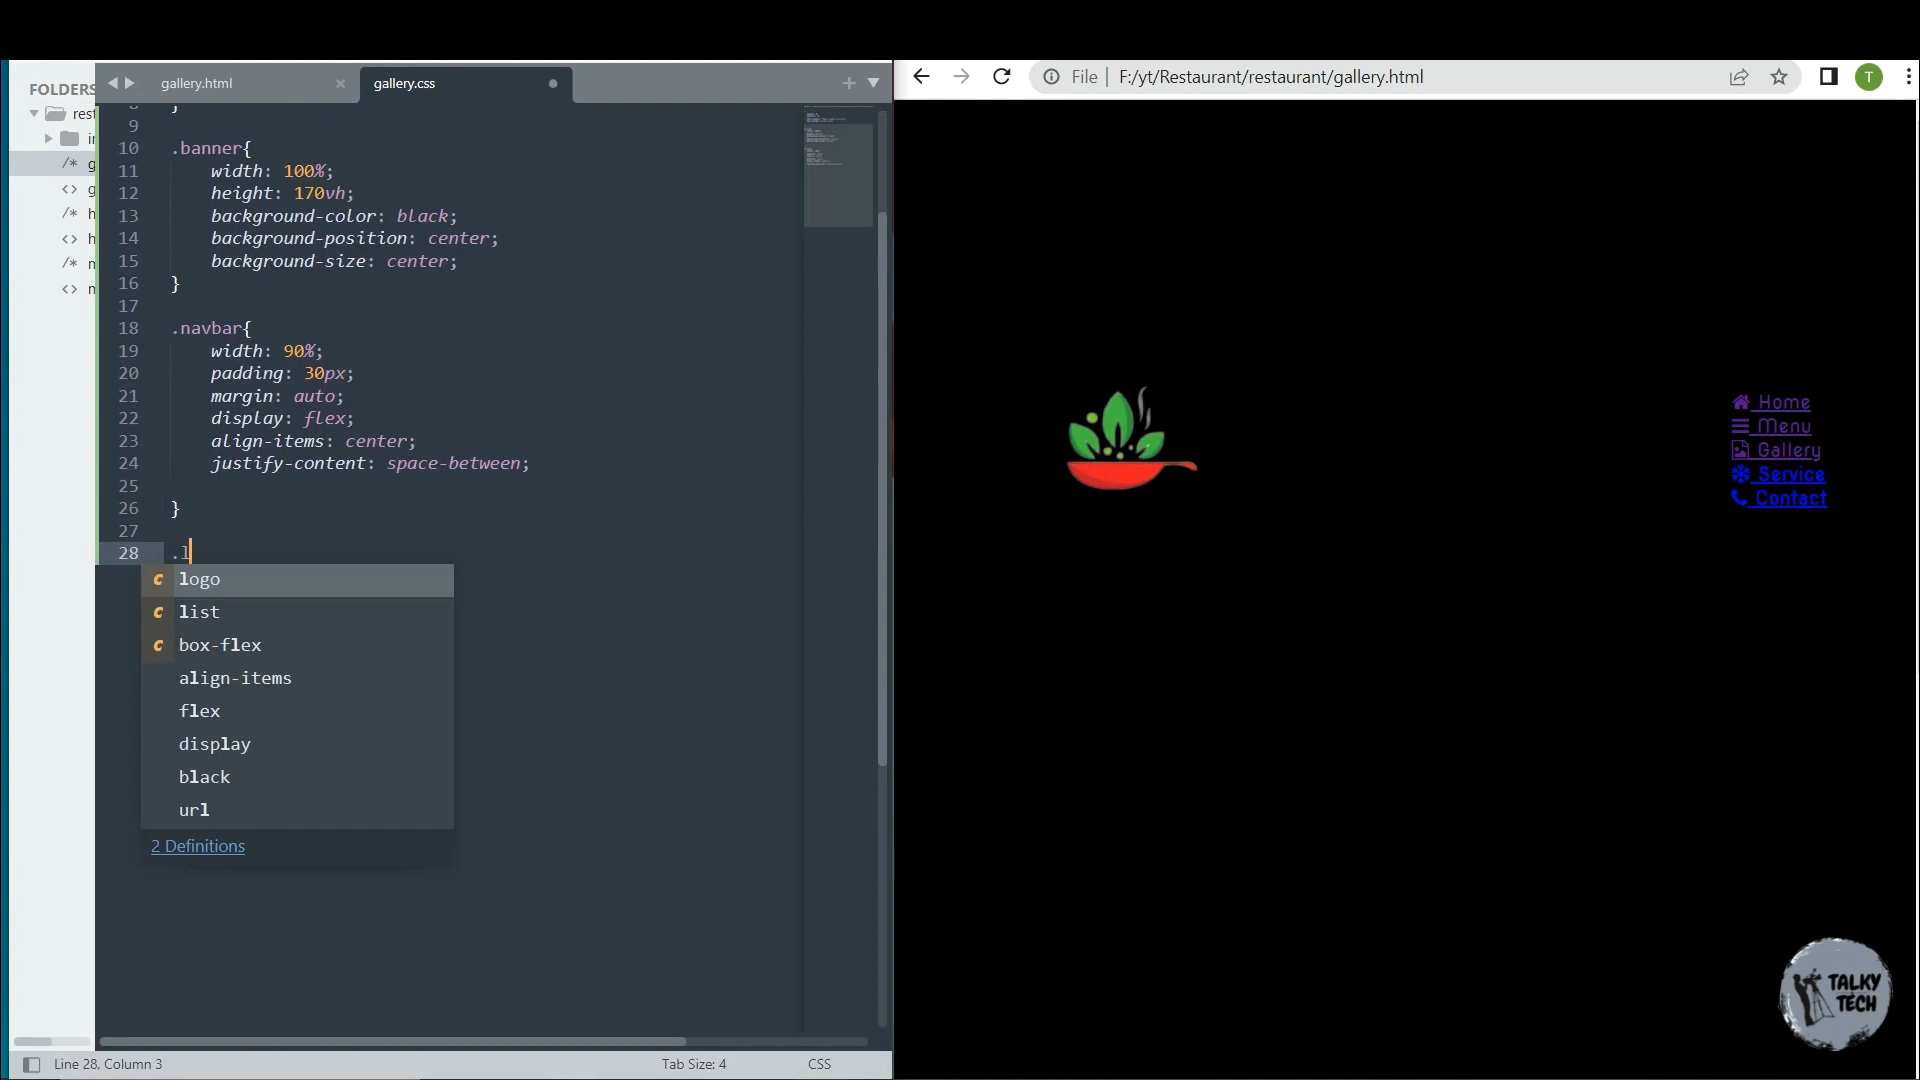 FOLDERS
rest
ir
/* g
<> g
/* h
<> h
/* m
<> m
gallery.html ×
gallery.css
8 }
9
10 .banner{
11 width: 100%;
12 height: 170vh;
13 background-color: black;
14 background-position: center;
15 background-size: center;
16 }
17
18 .navbar{
19 width: 90%;
20 padding: 30px;
21 margin: auto;
22 display: flex;
23 align-items: center;
24 justify-content: space-between;
25
26 }
27
28 .l
c logo
c list
c box-flex
align-items
flex
display
black
url
2 Definitions
Line 28, Column 3
Tab Size: 4
CSS
File | F:/yt/Restaurant/restaurant/gallery.html
T
Home
Menu
Gallery
Service
Contact
TALKY
TECH